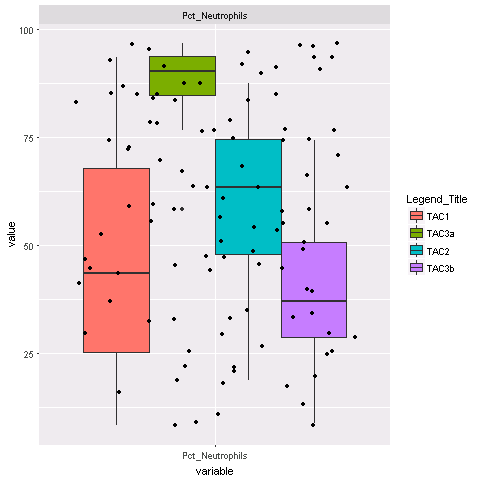 Pct_Neutrophils
100
75
50
25
value
Pct_Neutrophils
variable
Legend_Title
TAC1
TAC3a
TAC2
TAC3b